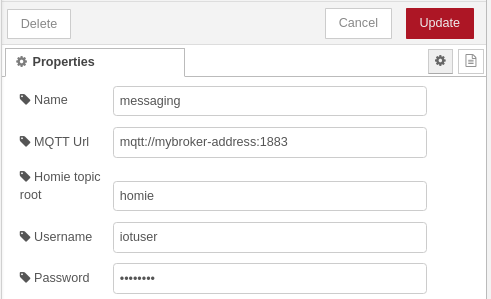 Delete Cancel Update
Properties
Name messaging
MQTT Url mqtt://mybroker-address:1883
Homie topic
root homie
Username iotuser
Password ••••••••